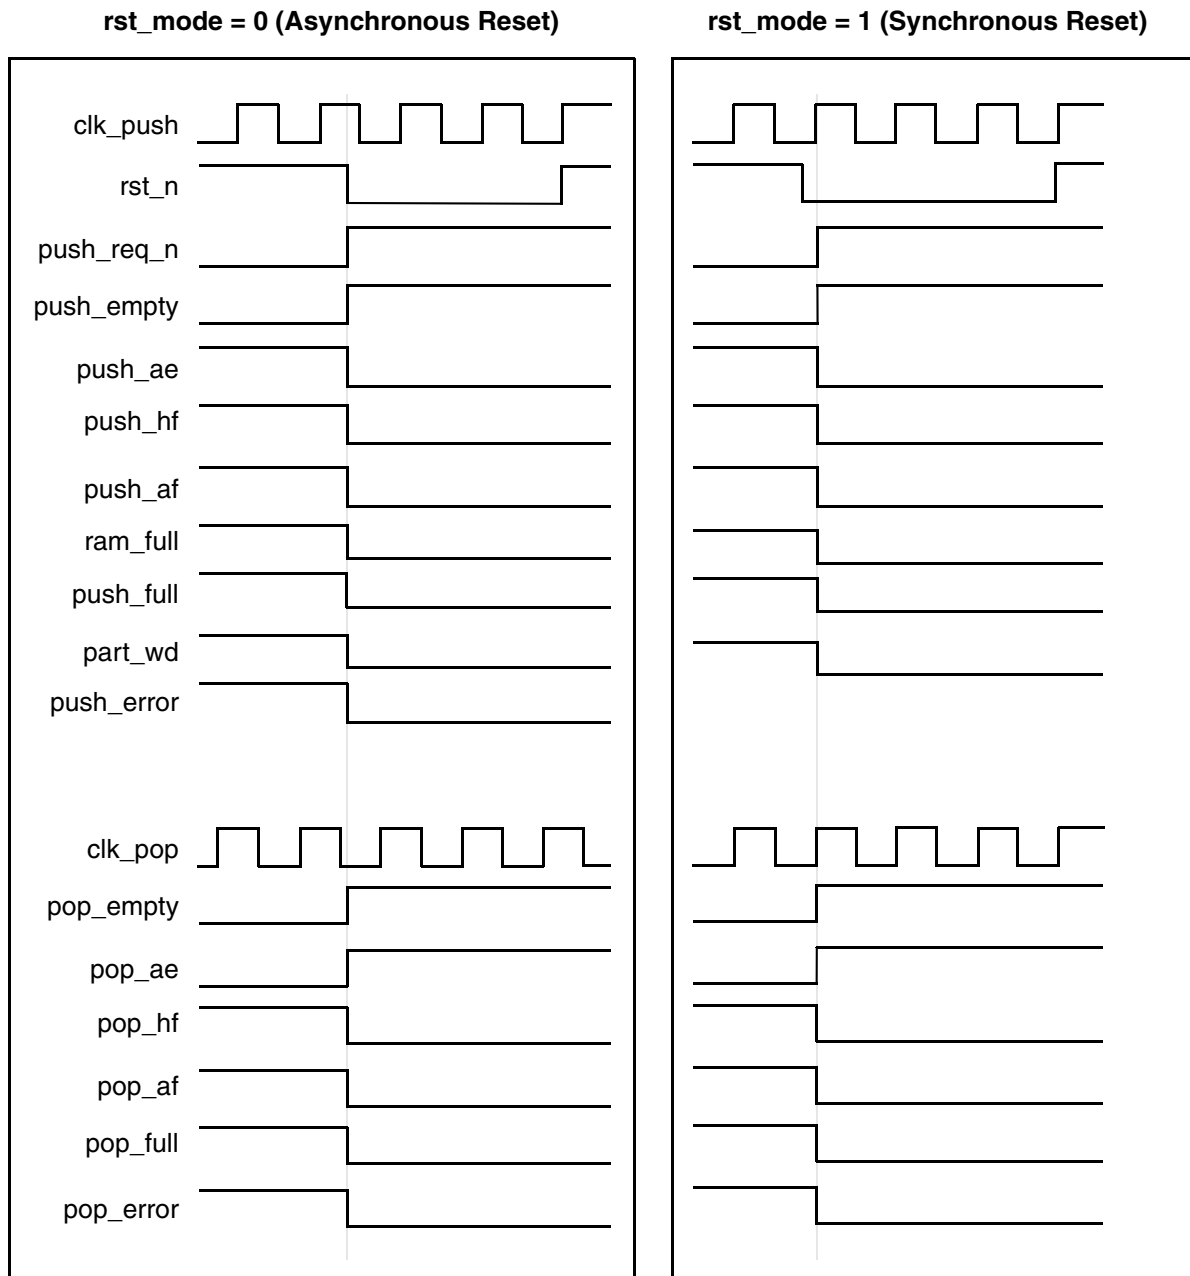 rst_mode = 0 (Asynchronous Reset)
rst_mode = 1 (Synchronous Reset)
clk_push
rst_n
push_req_n
push_empty
push_ae
push_hf
push_af
ram_full
push_full
part_wd
push_error
clk_pop
pop_empty
pop_ae
pop_hf
pop_af
pop_full
pop_error